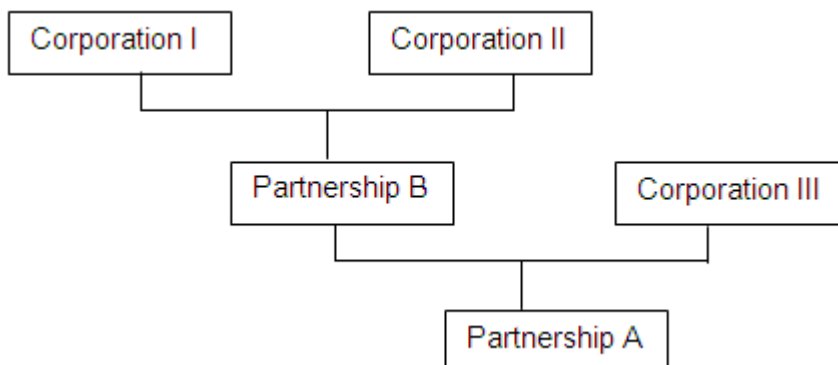 Corporation I
Corporation II
Partnership B
Corporation III
Partnership A